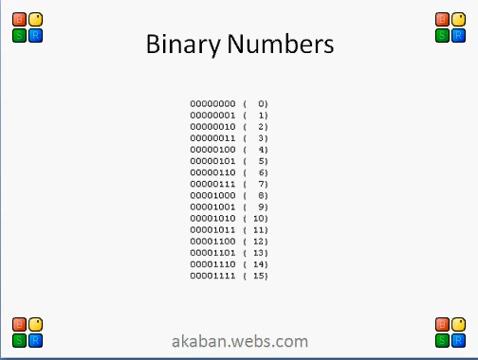 Binary Numbers
00000000 (  0)
00000001 (  1)
00000010 (  2)
00000011 (  3)
00000100 (  4)
00000101 (  5)
00000110 (  6)
00000111 (  7)
00001000 (  8)
00001001 (  9)
00001010 ( 10)
00001011 ( 11)
00001100 ( 12)
00001101 ( 13)
00001110 ( 14)
00001111 ( 15)
akaban.webs.com